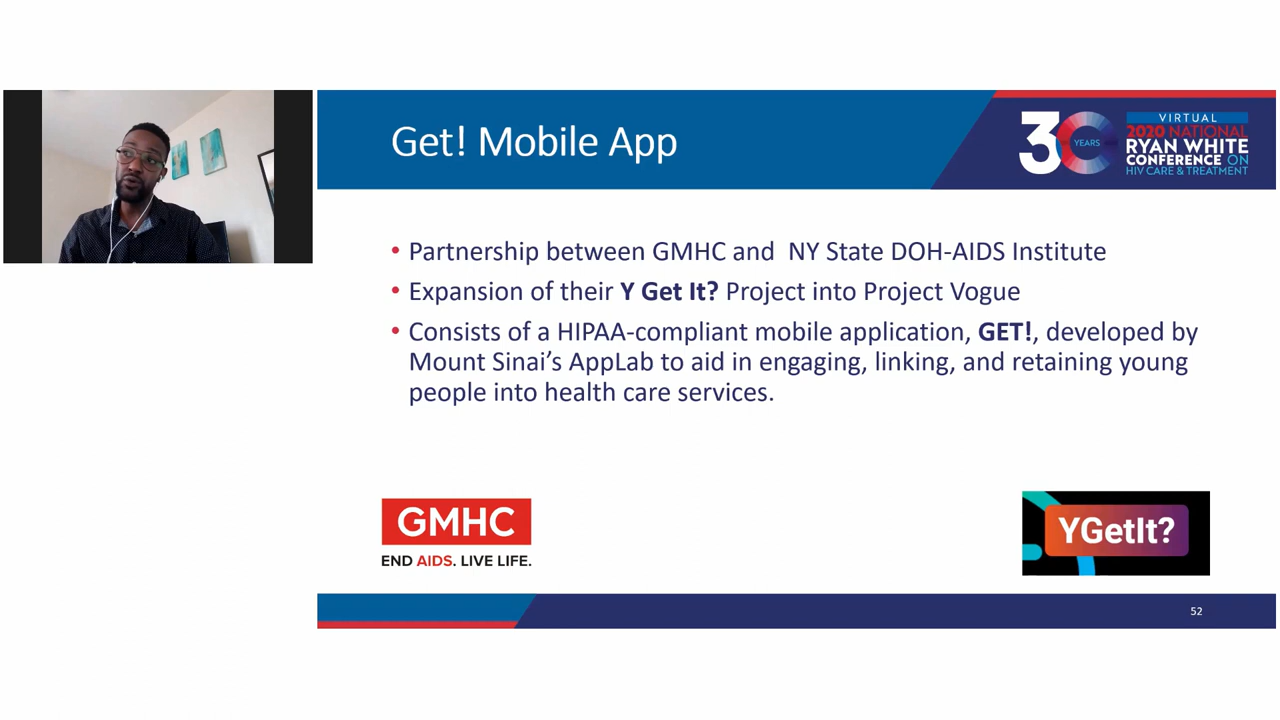 Get! Mobile App
30
YEARS
VIRTUAL
2020 NATIONAL
RYAN WHITE
CONFERENCE ON
HIV CARE & TREATMENT
• Partnership between GMHC and  NY State DOH-AIDS Institute
• Expansion of their Y Get It? Project into Project Vogue
• Consists of a HIPAA-compliant mobile application, GET!, developed by
Mount Sinai’s AppLab to aid in engaging, linking, and retaining young
people into health care services.
GMHC
END AIDS. LIVE LIFE.
YGetIt?
52